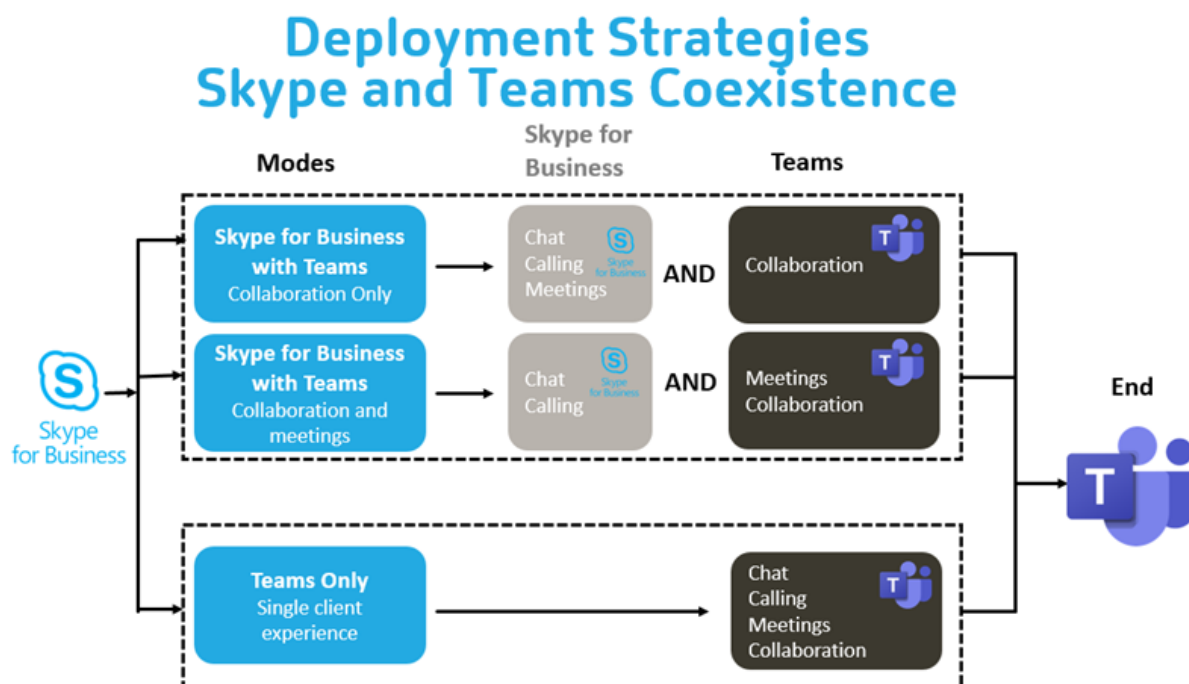 Deployment Strategies
Skype and Teams Coexistence
Modes
Skype for
Business
Teams
Skype for Business
with Teams
Collaboration Only
Chat
Calling
Meetings
S
Skype
for Business
AND
Collaboration
T
Skype for Business
with Teams
Collaboration and
meetings
Chat
Calling
S
Skype
for Business
AND
Meetings
Collaboration
T
S
Skype
for Business
End
T
Teams Only
Single client
experience
Chat
Calling
Meetings
Collaboration
T